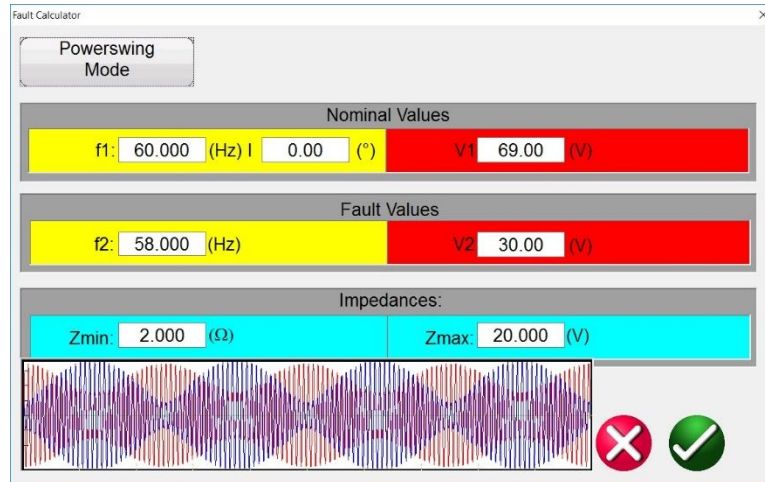 Fault Calculator
Powerswing
Mode
Nominal Values
f1: 60.000 (Hz) I 0.00 (°) V1 69.00 (V)
Fault Values
f2: 58.000 (Hz) V2 30.00 (V)
Impedances:
Zmin: 2.000 (Ω) Zmax: 20.000 (V)